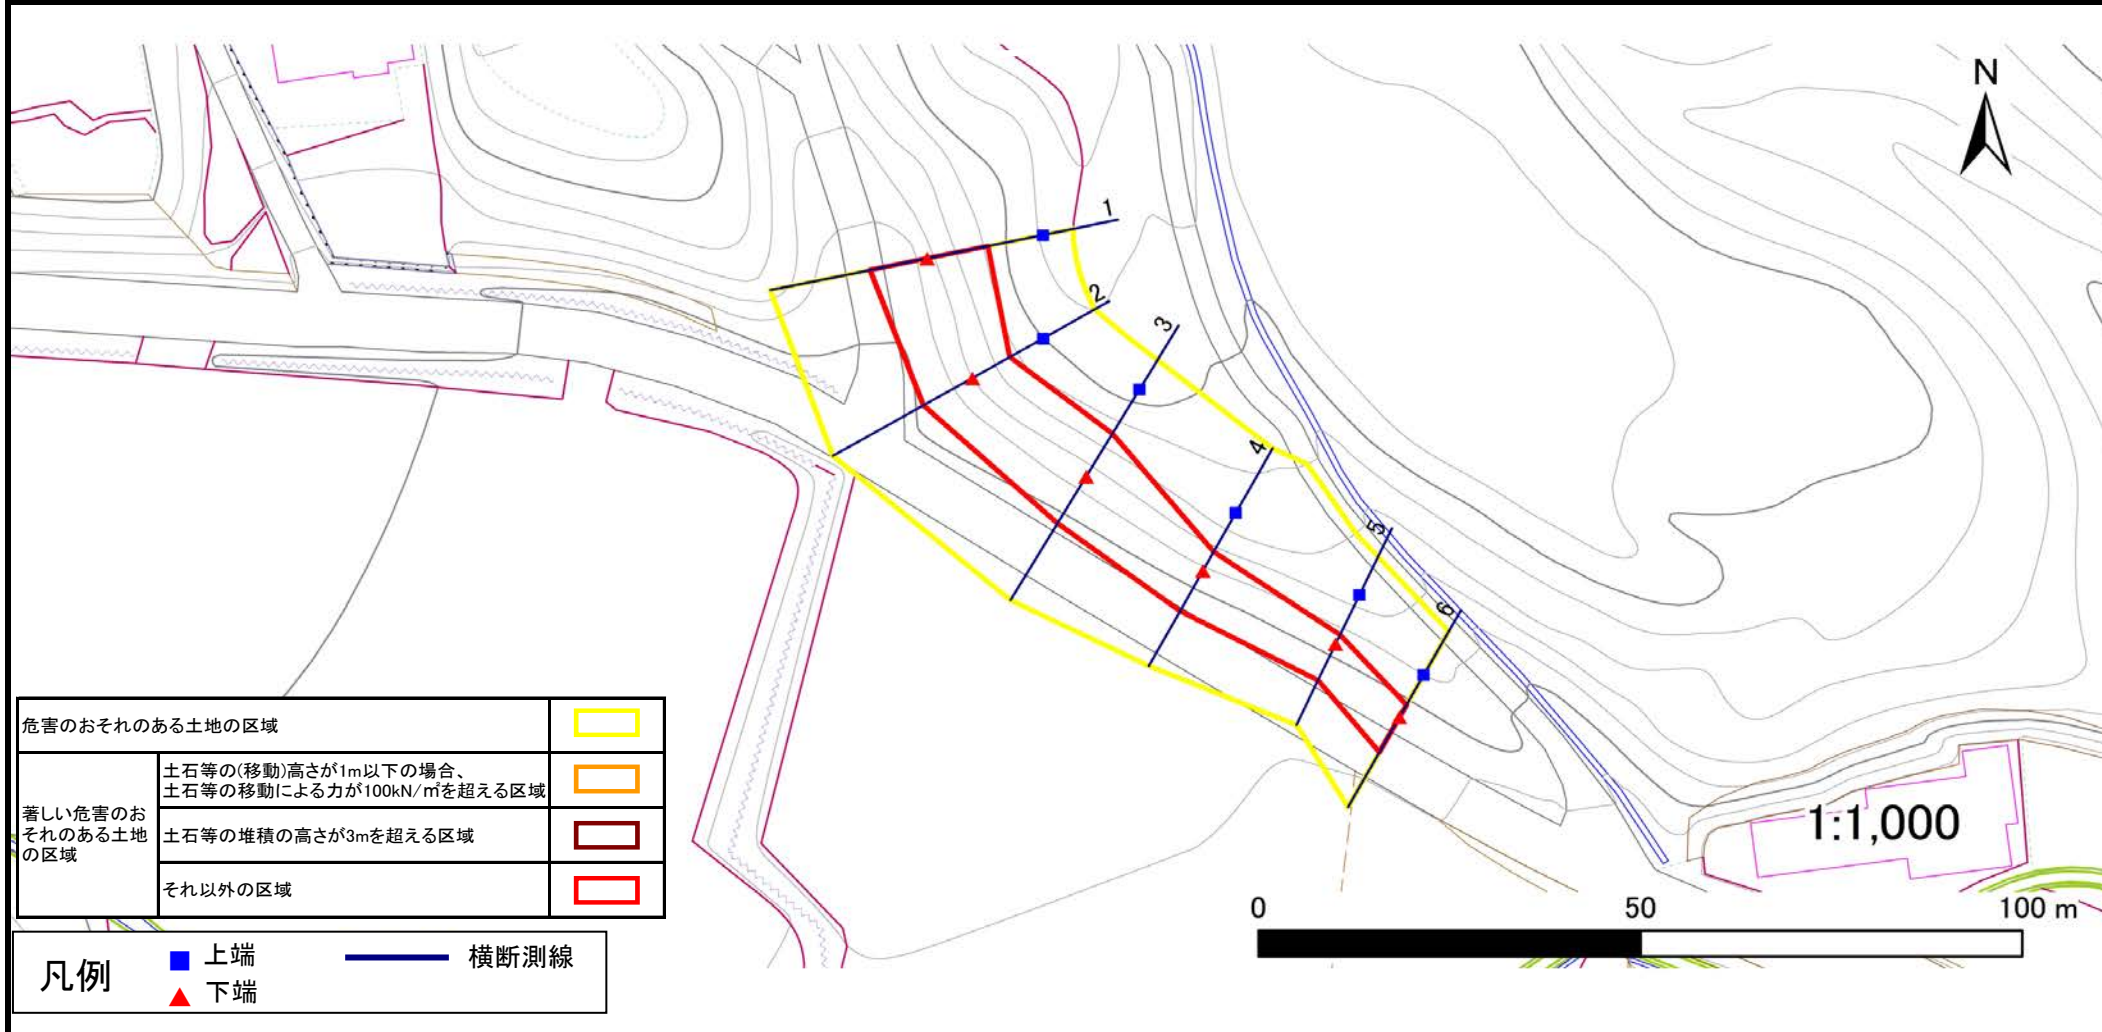 N
1
2
3
4
5
6
1:1,000
0 50 100 m
危害のおそれのある土地の区域
著しい危害のお
それのある土地
の区域
土石等の(移動)高さが1m以下の場合、
土石等の移動による力が100kN/㎡を超える区域
土石等の堆積の高さが3mを超える区域
それ以外の区域
凡例
上端
下端
横断測線